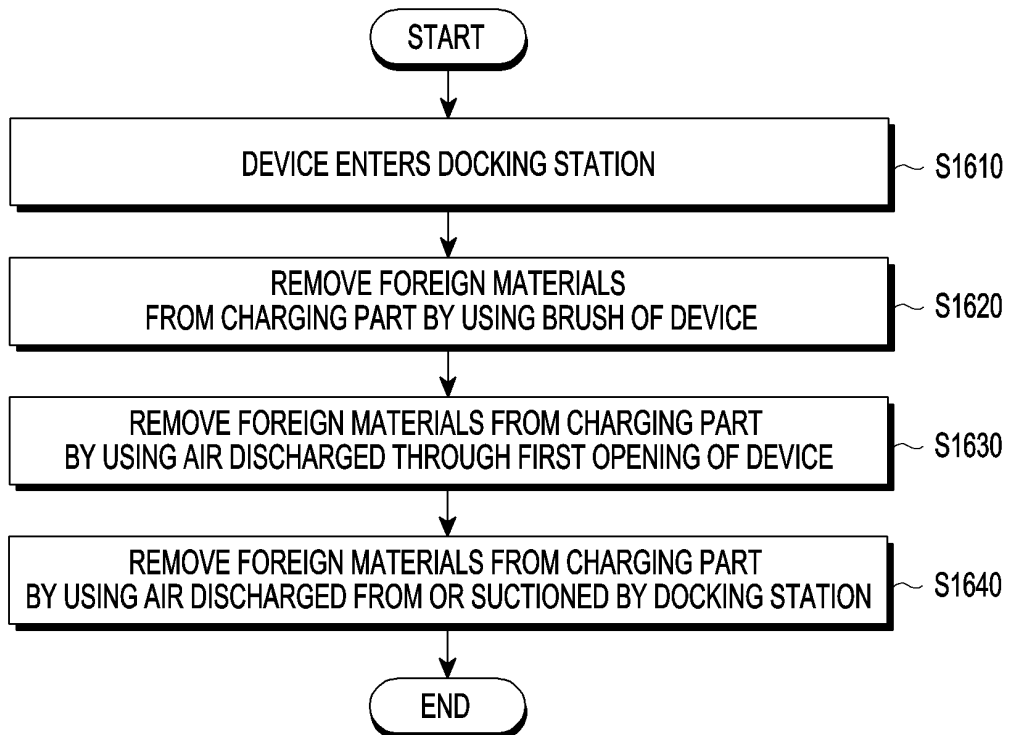 START
DEVICE ENTERS DOCKING STATION
S1610
REMOVE FOREIGN MATERIALS
FROM CHARGING PART BY USING BRUSH OF DEVICE
S1620
REMOVE FOREIGN MATERIALS FROM CHARGING PART
BY USING AIR DISCHARGED THROUGH FIRST OPENING OF DEVICE
S1630
REMOVE FOREIGN MATERIALS FROM CHARGING PART
BY USING AIR DISCHARGED FROM OR SUCTIONED BY DOCKING STATION
S1640
END